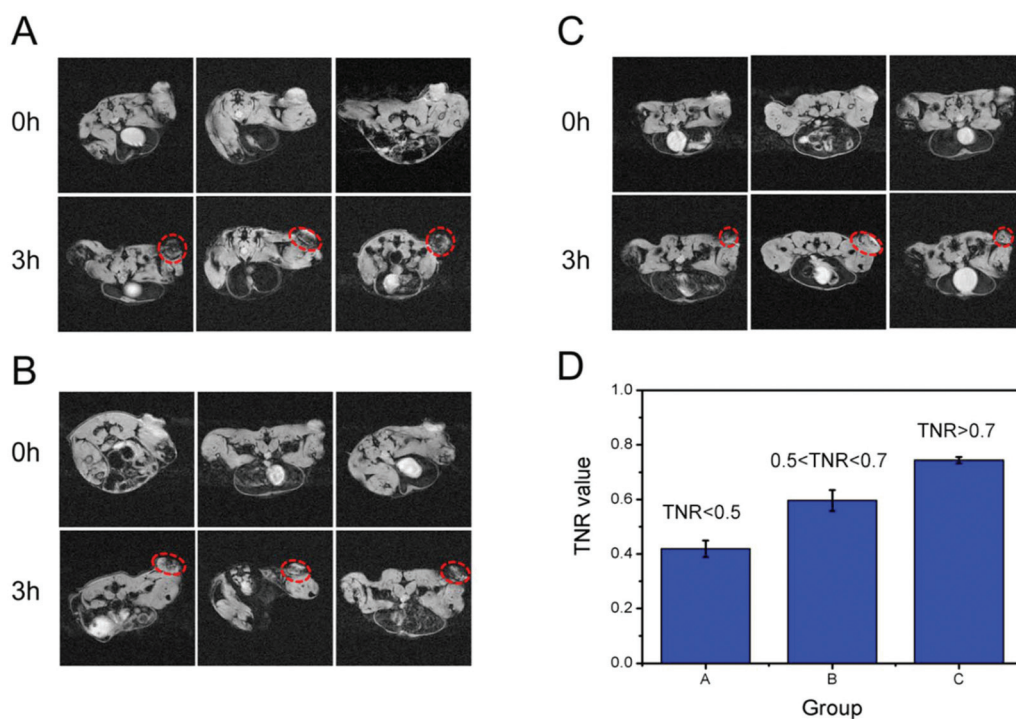 A
0h
3h
B
0h
3h
C
0h
3h
D
TNR value
1.0
0.8
0.6
0.4
0.2
0.0
TNR<0.5
0.5<TNR<0.7
TNR>0.7
A
B
C
Group